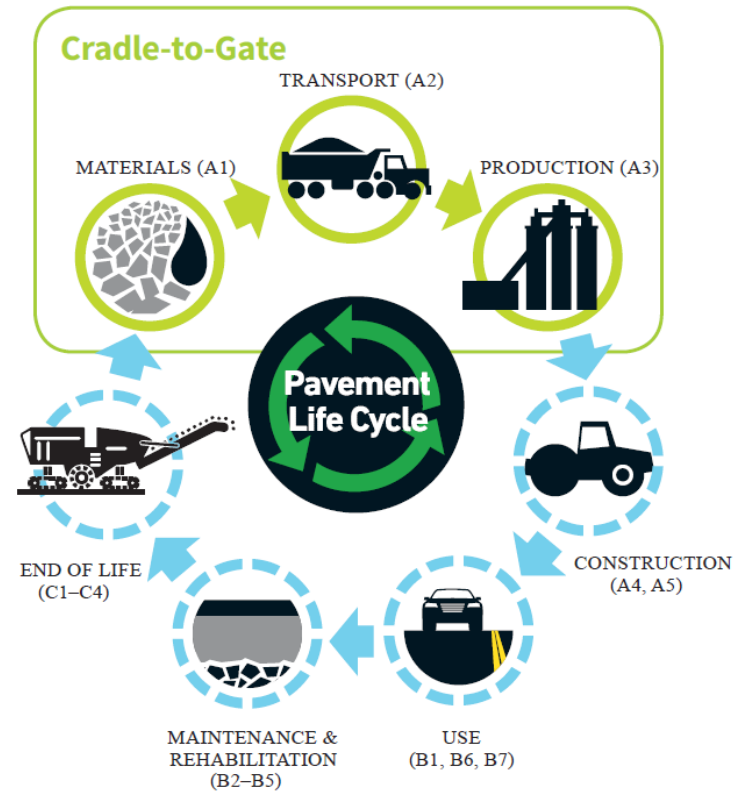 Cradle-to-Gate
TRANSPORT (A2)
MATERIALS (A1)
PRODUCTION (A3)
Pavement
Life Cycle
CONSTRUCTION
(A4, A5)
END OF LIFE
(C1–C4)
USE
(B1, B6, B7)
MAINTENANCE &
REHABILITATION
(B2–B5)